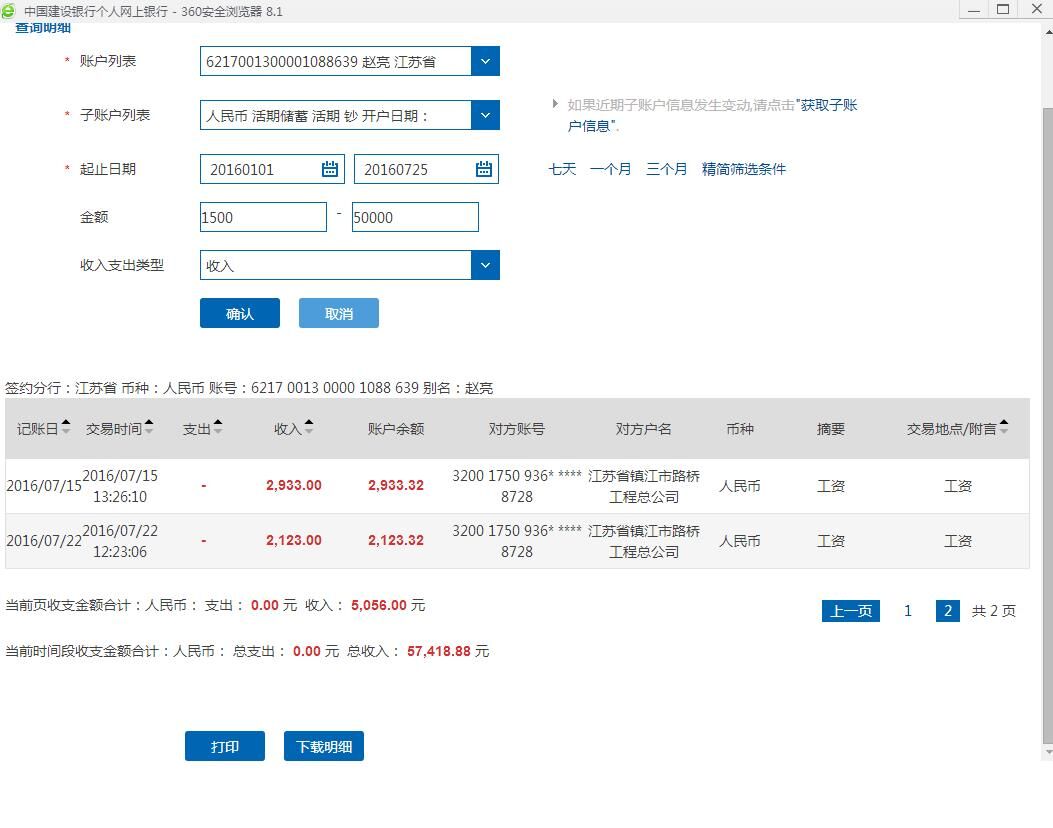 中国建设银行个人网上银行 - 360安全浏览器 8.1
查询明细
* 账户列表 6217001300001088639 赵亮 江苏省
* 子账户列表 人民币 活期储蓄 活期 钞 开户日期： 如果近期子账户信息发生变动,请点击"获取子账
户信息".
* 起止日期 20160101 20160725 七天 一个月 三个月 精简筛选条件
金额 1500 - 50000
收入支出类型 收入
确认 取消
签约分行：江苏省 币种：人民币 账号：6217 0013 0000 1088 639 别名：赵亮
记账日 交易时间 支出 收入 账户余额 对方账号 对方户名 币种 摘要 交易地点/附言
2016/07/15 2016/07/15 13:26:10 - 2,933.00 2,933.32 3200 1750 936* **** 8728 江苏省镇江市路桥工程总公司 人民币 工资 工资
2016/07/22 2016/07/22 12:23:06 - 2,123.00 2,123.32 3200 1750 936* **** 8728 江苏省镇江市路桥工程总公司 人民币 工资 工资
当前页收支金额合计：人民币： 支出： 0.00 元 收入： 5,056.00 元 上一页 1 2 共 2 页
当前时间段收支金额合计：人民币： 总支出： 0.00 元 总收入： 57,418.88 元
打印 下载明细